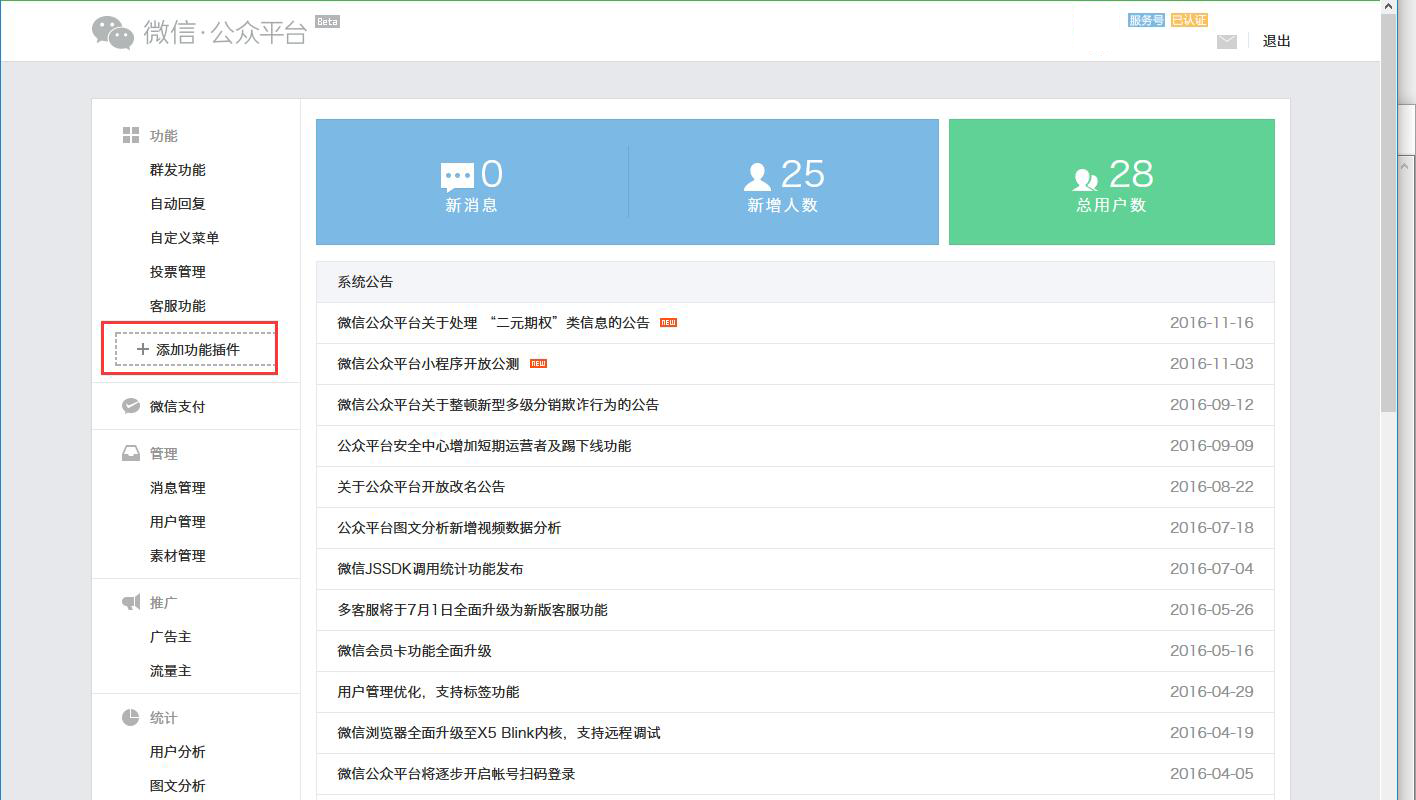 微信·公众平台 Beta
服务号 已认证
退出
功能
群发功能
自动回复
自定义菜单
投票管理
客服功能
添加功能插件
微信支付
管理
消息管理
用户管理
素材管理
推广
广告主
流量主
统计
用户分析
图文分析
0
新消息
25
新增人数
28
总用户数
系统公告
微信公众平台关于处理 “二元期权”类信息的公告 NEW 2016-11-16
微信公众平台小程序开放公测 NEW 2016-11-03
微信公众平台关于整顿新型多级分销欺诈行为的公告 2016-09-12
公众平台安全中心增加短期运营者及踢下线功能 2016-09-09
关于公众平台开放改名公告 2016-08-22
公众平台图文分析新增视频数据分析 2016-07-18
微信JSSDK调用统计功能发布 2016-07-04
多客服将于7月1日全面升级为新版客服功能 2016-05-26
微信会员卡功能全面升级 2016-05-16
用户管理优化，支持标签功能 2016-04-29
微信浏览器全面升级至X5 Blink内核，支持远程调试 2016-04-19
微信公众平台将逐步开启帐号扫码登录 2016-04-05